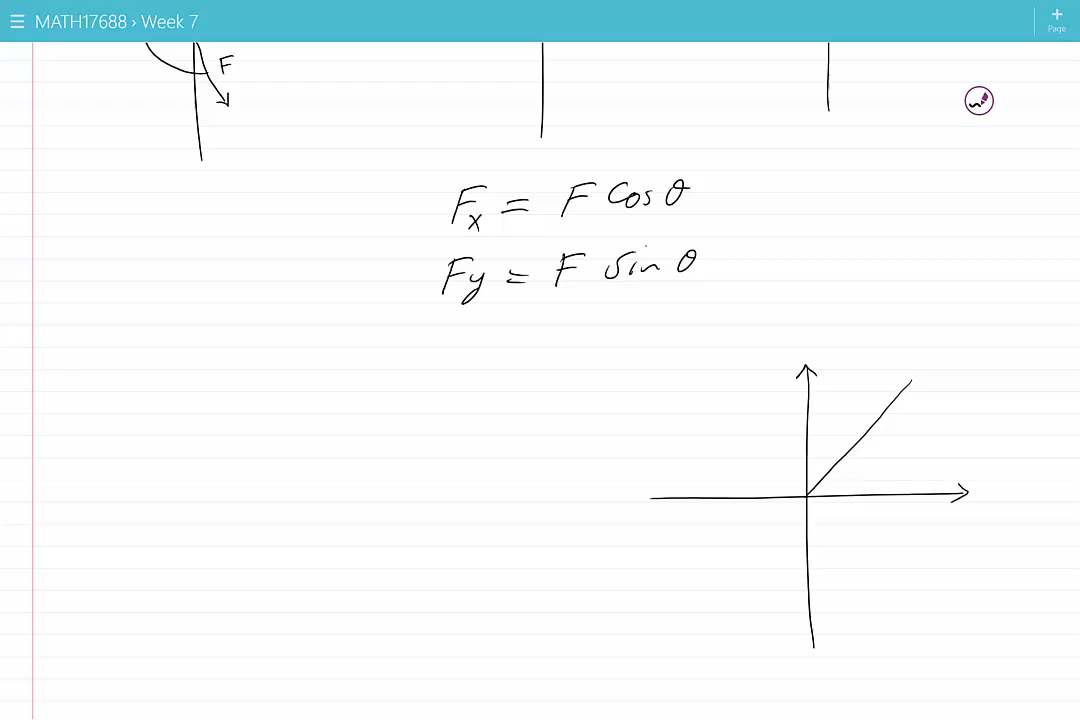 MATH17688 › Week 7
+
Page
F
Fx = F Cos θ
Fy = F Sin θ